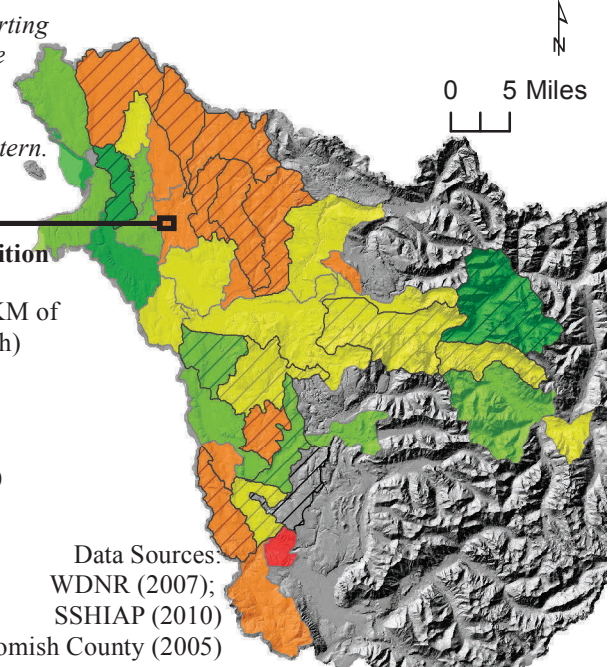 rting
e
tern.
N
0 5 Miles
ition
KM of
h)
)
Data Sources:
WDNR (2007);
SSHIAP (2010)
omish County (2005)